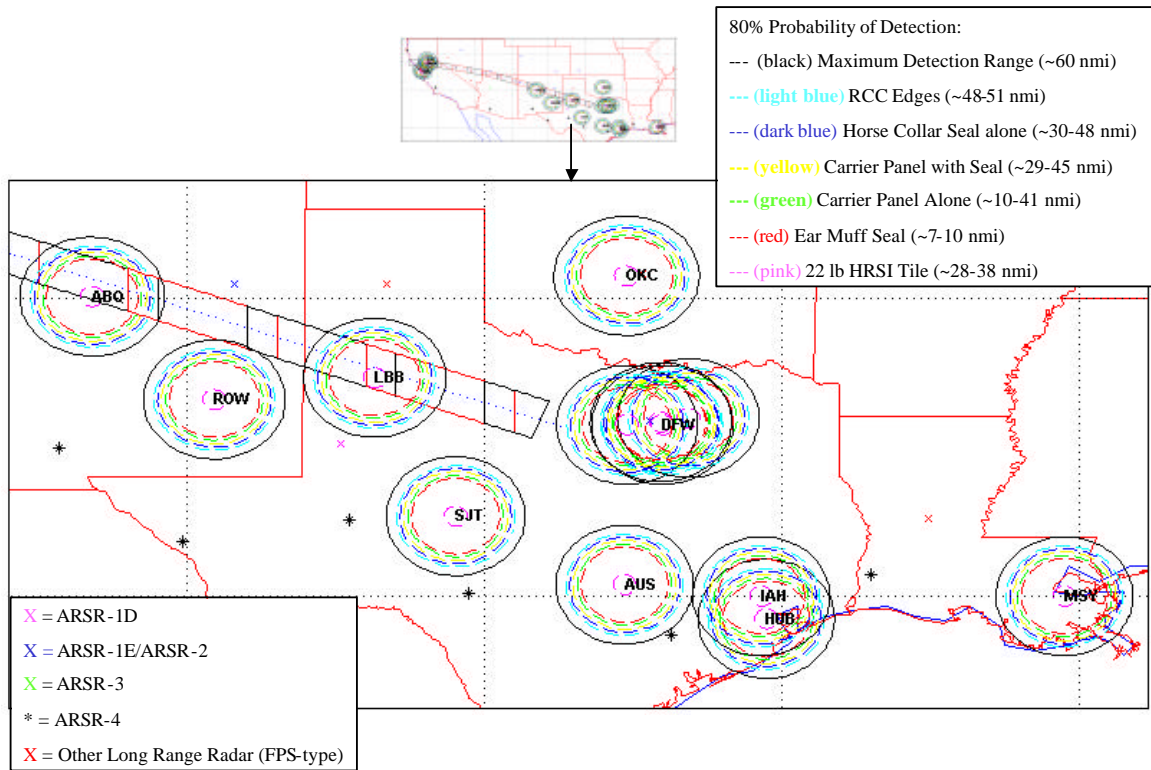 80% Probability of Detection:
--- (black) Maximum Detection Range (~60 nmi)
--- (light blue) RCC Edges (~48-51 nmi)
--- (dark blue) Horse Collar Seal alone (~30-48 nmi)
--- (yellow) Carrier Panel with Seal (~29-45 nmi)
--- (green) Carrier Panel Alone (~10-41 nmi)
--- (red) Ear Muff Seal (~7-10 nmi)
--- (pink) 22 lb HRSI Tile (~28-38 nmi)
OKC
ABQ
LBB
ROW
DFW
SJT
AUS
IAH
MSY
HUB
X = ARSR-1D
X = ARSR-1E/ARSR-2
X = ARSR-3
* = ARSR-4
X = Other Long Range Radar (FPS-type)